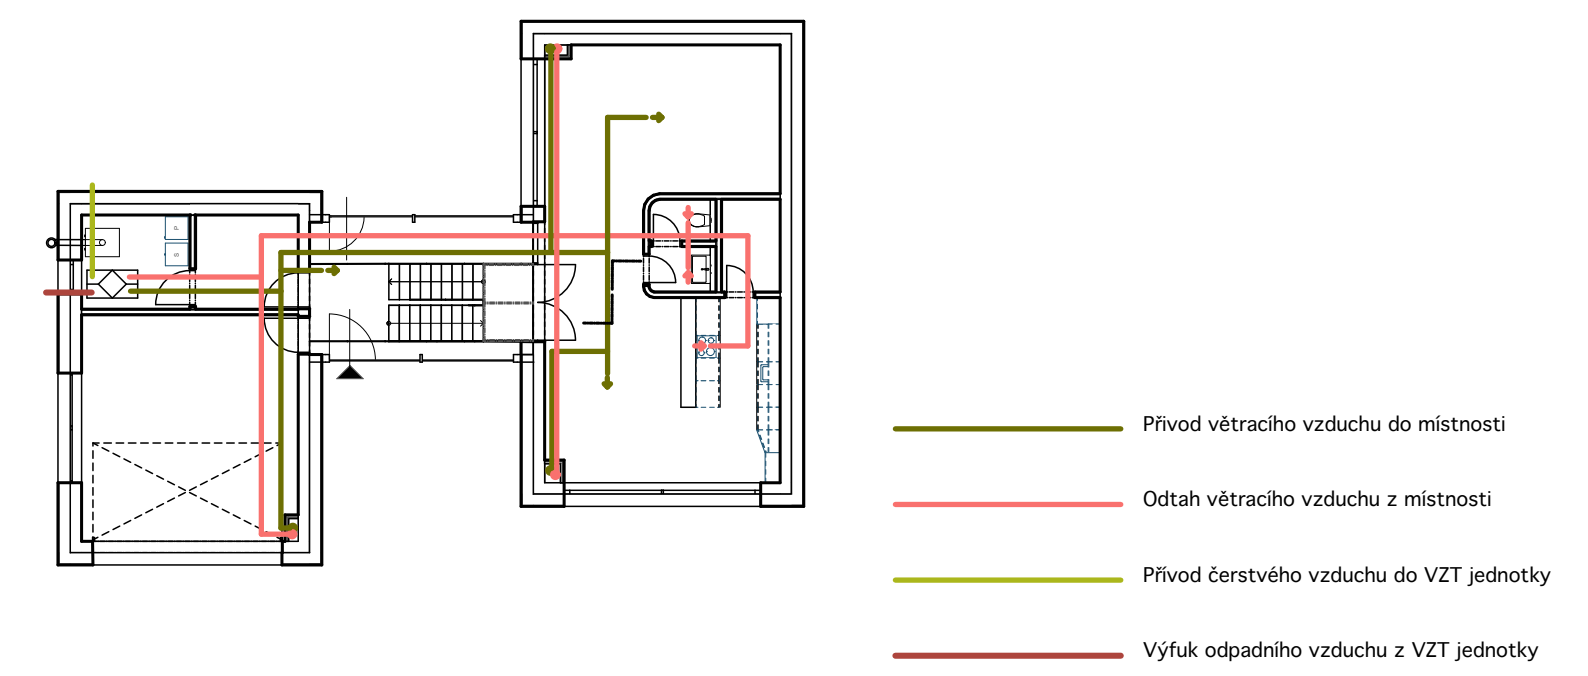 P
S
Přivod větracího vzduchu do místnosti
Odtah větracího vzduchu z místnosti
Přívod čerstvého vzduchu do VZT jednotky
Výfuk odpadního vzduchu z VZT jednotky